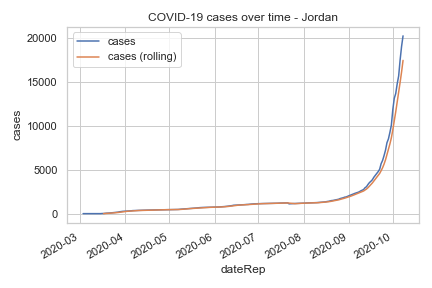 COVID-19 cases over time - Jordan
cases
cases (rolling)
20000
15000
10000
5000
0
cases
2020-03
2020-04
2020-05
2020-06
2020-07
2020-08
2020-09
2020-10
dateRep